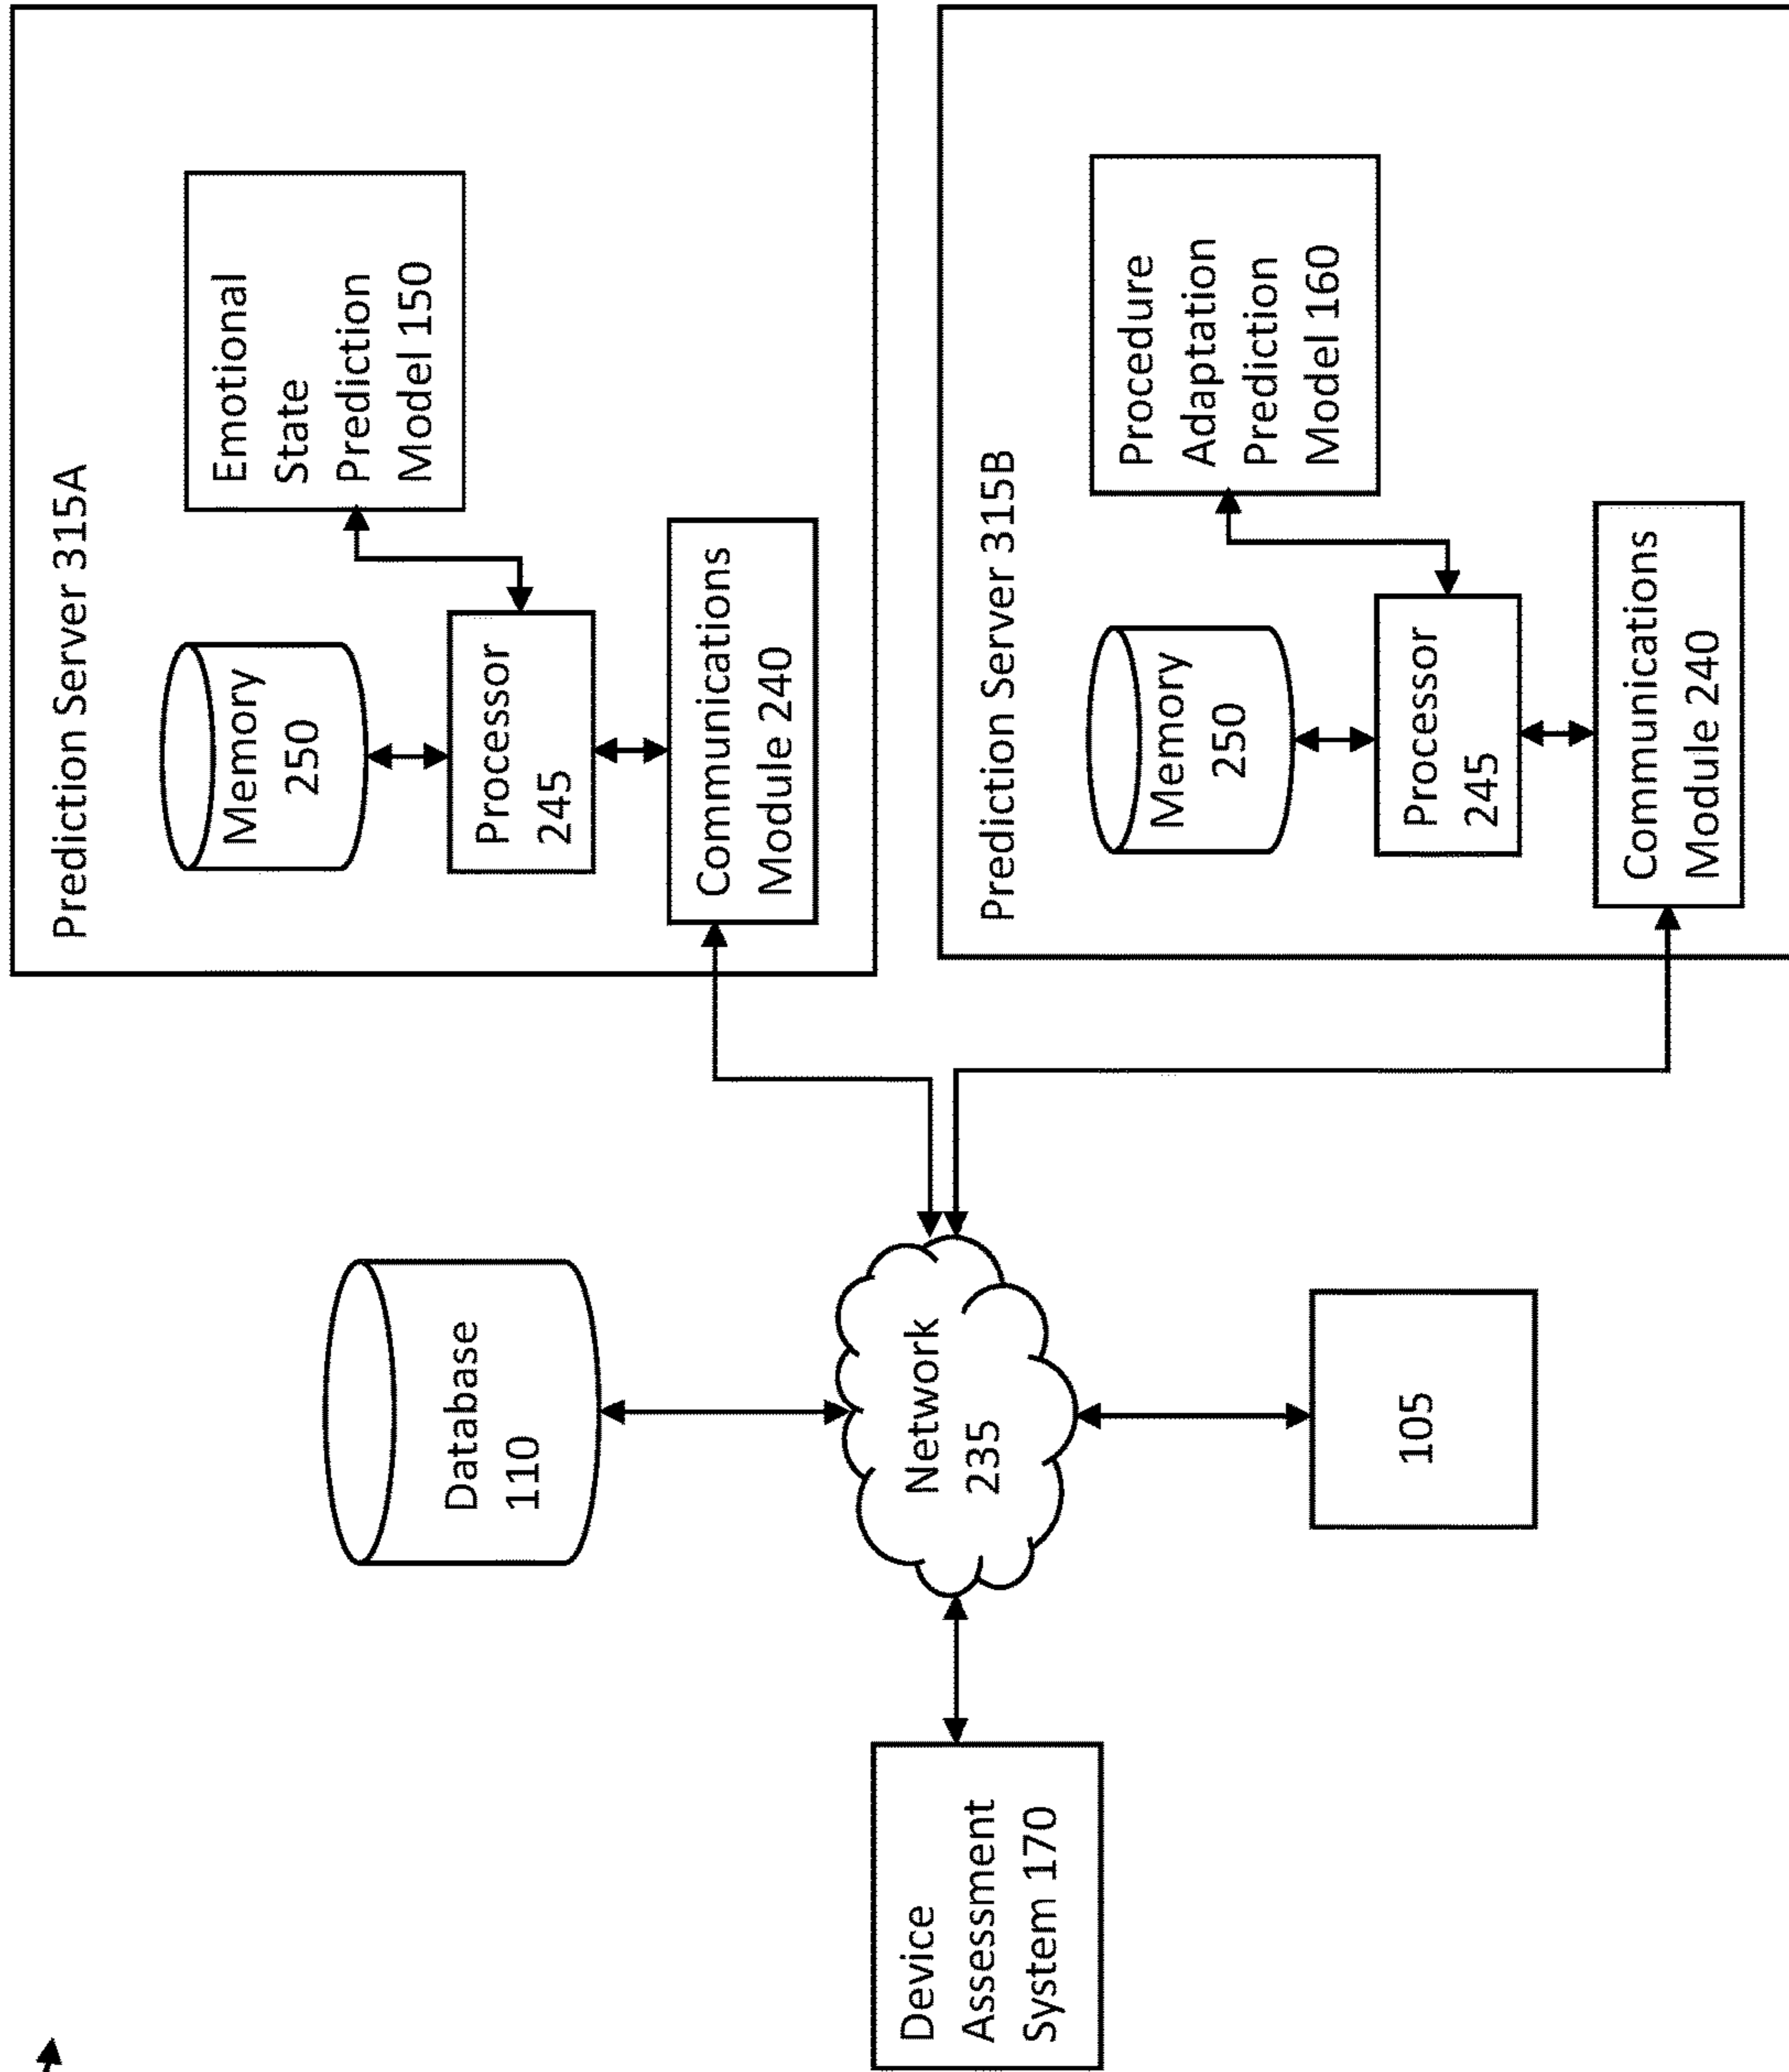 Prediction Server 315A
Memory
250
Processor
245
Communications
Module 240
Emotional
State
Prediction
Model 150
Prediction Server 315B
Memory
250
Processor
245
Communications
Module 240
Procedure
Adaptation
Prediction
Model 160
Database
110
Network
235
105
Device
Assessment
System 170